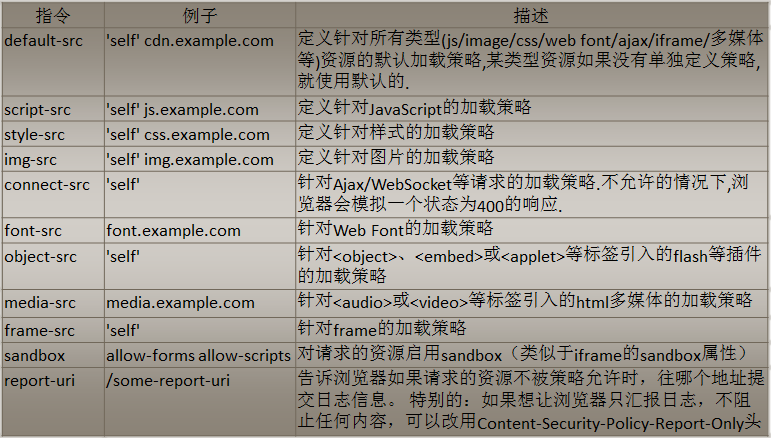 指令 例子 描述
default-src 'self' cdn.example.com 定义针对所有类型(js/image/css/web font/ajax/iframe/多媒体
等)资源的默认加载策略,某类型资源如果没有单独定义策略,
就使用默认的.
script-src 'self' js.example.com 定义针对JavaScript的加载策略
style-src 'self' css.example.com 定义针对样式的加载策略
img-src 'self' img.example.com 定义针对图片的加载策略
connect-src 'self' 针对Ajax/WebSocket等请求的加载策略.不允许的情况下,浏
览器会模拟一个状态为400的响应.
font-src font.example.com 针对Web Font的加载策略
object-src 'self' 针对<object>、<embed>或<applet>等标签引入的flash等插件
的加载策略
media-src media.example.com 针对<audio>或<video>等标签引入的html多媒体的加载策略
frame-src 'self' 针对frame的加载策略
sandbox allow-forms allow-scripts 对请求的资源启用sandbox（类似于iframe的sandbox属性）
report-uri /some-report-uri 告诉浏览器如果请求的资源不被策略允许时，往哪个地址提
交日志信息。 特别的：如果想让浏览器只汇报日志，不阻
止任何内容，可以改用Content-Security-Policy-Report-Only头